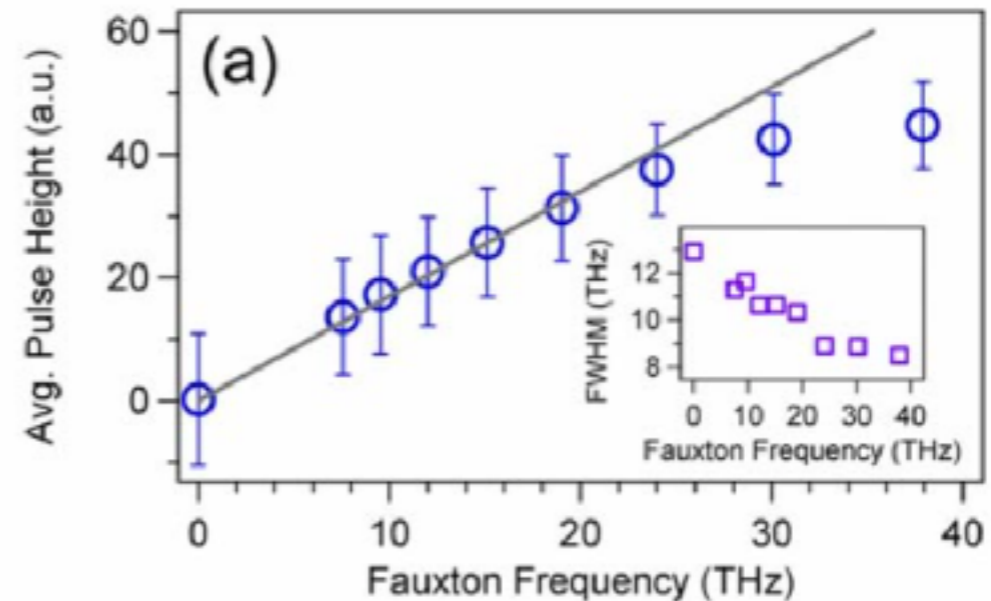 (a)
Avg. Pulse Height (a.u.)
60
40
20
0
0 10 20 30 40
Fauxton Frequency (THz)
FWHM (THz)
12
10
8
0 10 20 30 40
Fauxton Frequency (THz)